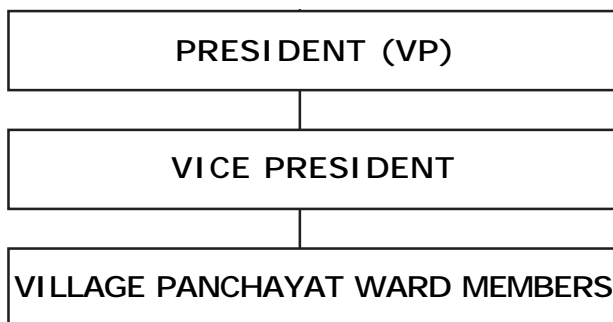 PRESIDENT (VP)
VICE PRESIDENT
VILLAGE PANCHAYAT WARD MEMBERS